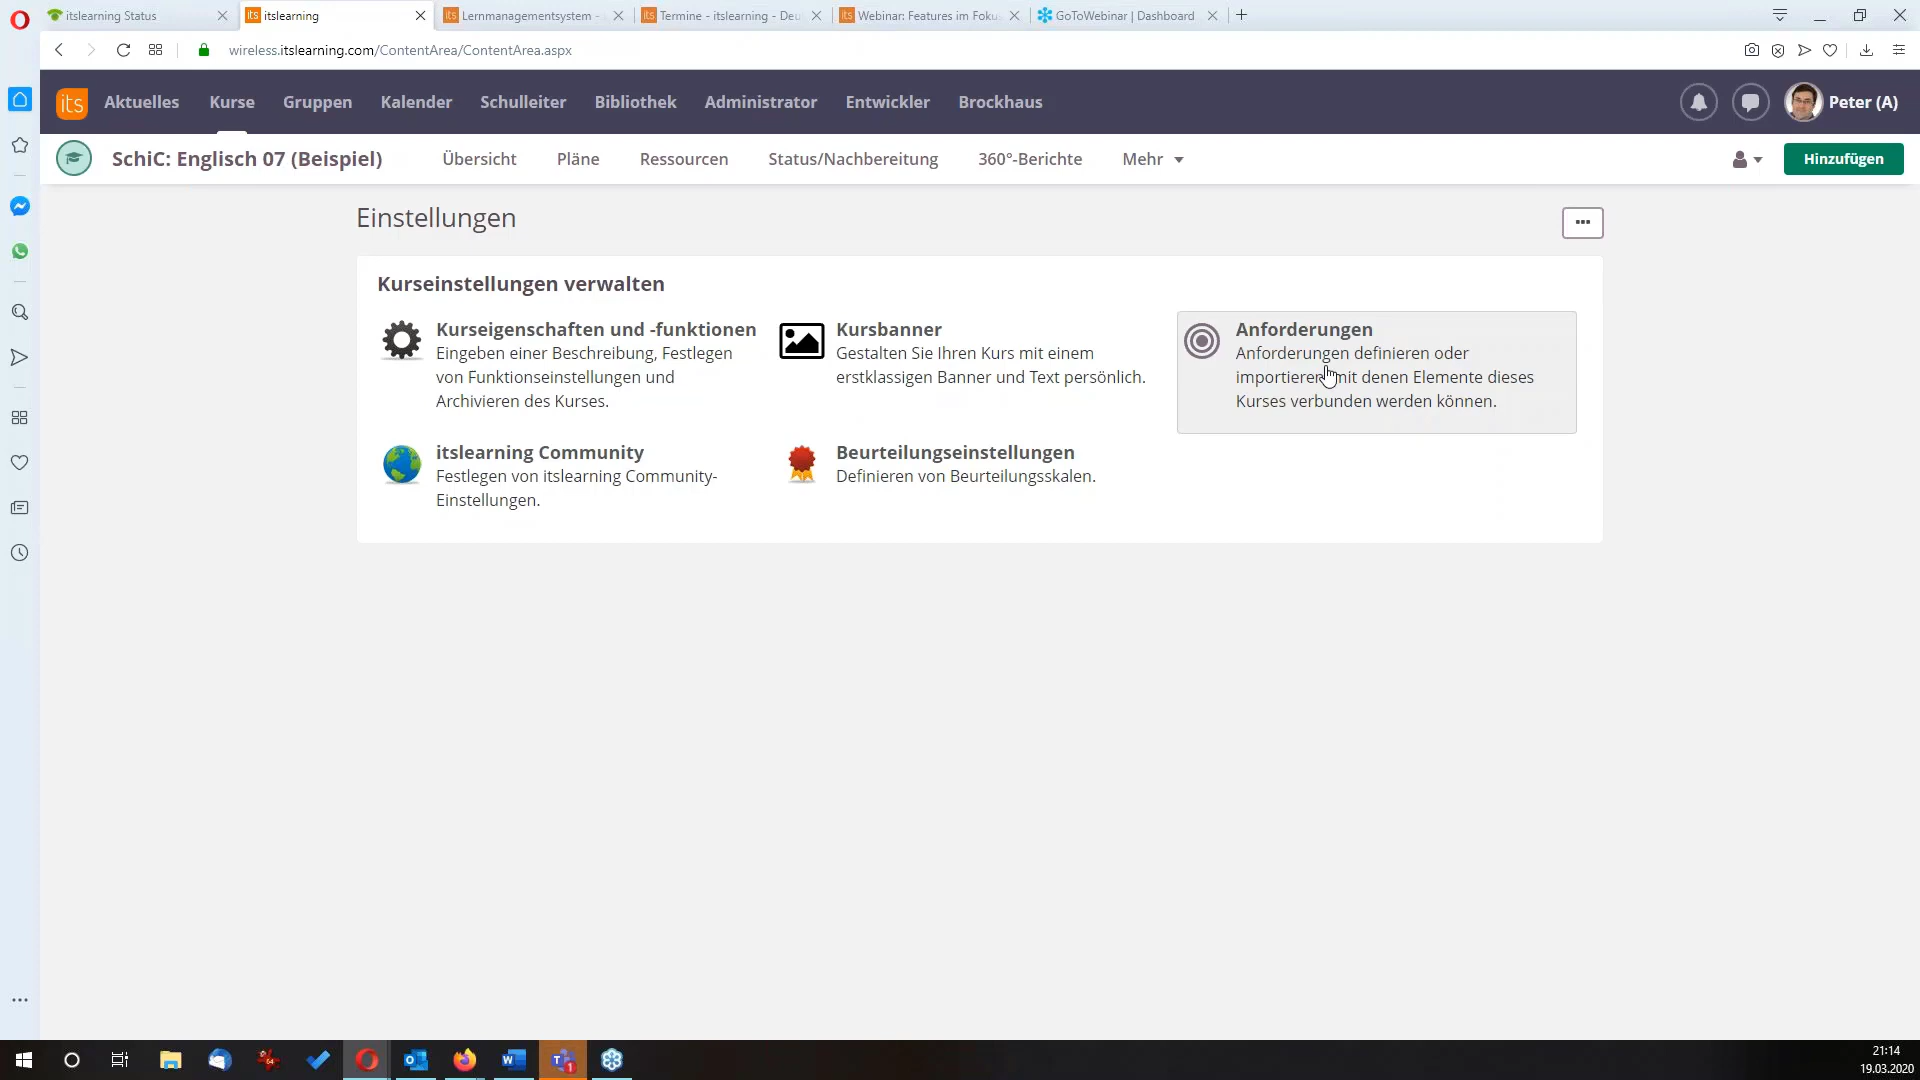 itslearning Status
itslearning
Lernmanagementsystem -
Termine - itslearning - Deu
Webinar: Features im Foku
GoToWebinar | Dashboard
wireless.itslearning.com/ContentArea/ContentArea.aspx
its
Aktuelles
Kurse
Gruppen
Kalender
Schulleiter
Bibliothek
Administrator
Entwickler
Brockhaus
Peter (A)
SchiC: Englisch 07 (Beispiel)
Übersicht
Pläne
Ressourcen
Status/Nachbereitung
360°-Berichte
Mehr
Hinzufügen
Einstellungen
Kurseinstellungen verwalten
Kurseigenschaften und -funktionen
Eingeben einer Beschreibung, Festlegen
von Funktionseinstellungen und
Archivieren des Kurses.
Kursbanner
Gestalten Sie Ihren Kurs mit einem
erstklassigen Banner und Text persönlich.
Anforderungen
Anforderungen definieren oder
importieren, mit denen Elemente dieses
Kurses verbunden werden können.
itslearning Community
Festlegen von itslearning Community-
Einstellungen.
Beurteilungseinstellungen
Definieren von Beurteilungsskalen.
21:14
19.03.2020